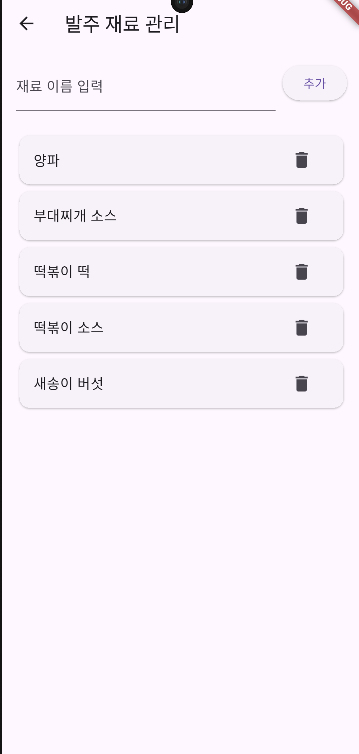 발주 재료 관리
재료 이름 입력
추가
양파
부대찌개 소스
떡볶이 떡
떡볶이 소스
새송이 버섯